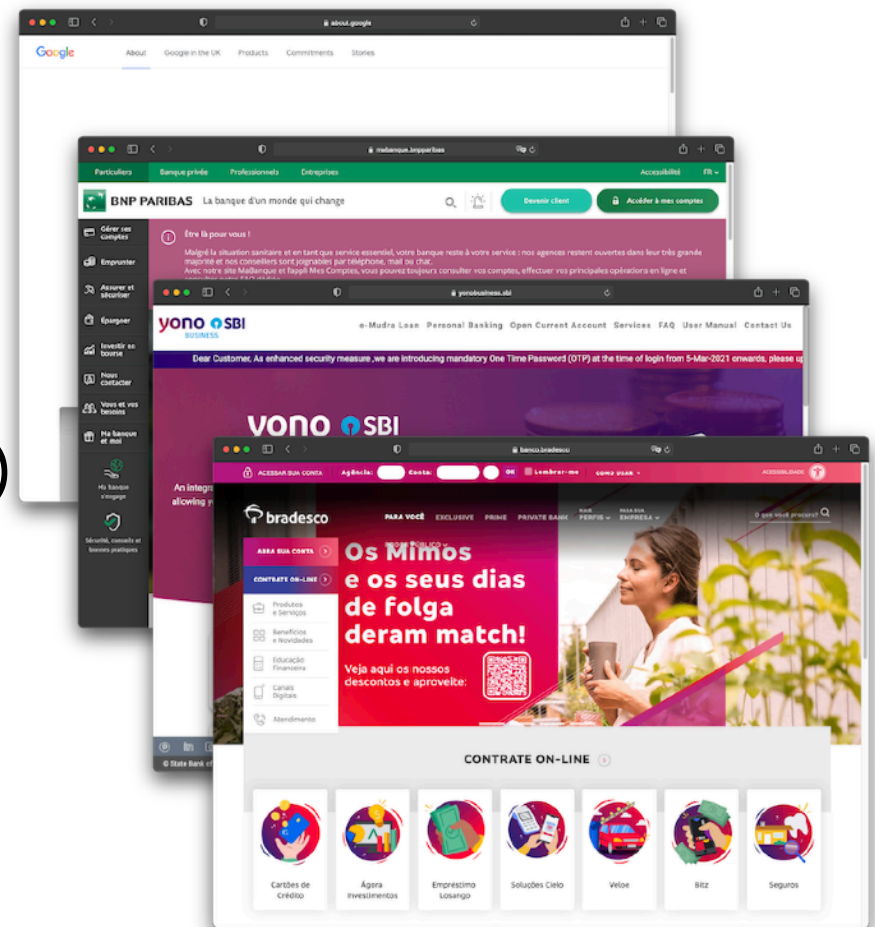 about.google
Google
About Google in the UK Products Commitments Stories
mabanque.bnpparibas
Particuliers Banque privée Professionnels Entreprises Accessibilité FR
BNP PARIBAS La banque d'un monde qui change Devenir client Accéder à mes comptes
Gérer ses
comptes
Emprunter
Assurer et
sécuriser
Épargner
Investir en
bourse
Nous
contacter
Vous et vos
besoins
Ma banque
et moi
Ma banque
s'engage
Sécurité, conseils et
bonnes pratiques
Être là pour vous !
Malgré la situation sanitaire et en tant que service essentiel, votre banque reste à votre service : nos agences restent ouvertes dans leur très grande
majorité et nos conseillers sont joignables par téléphone, mail ou chat.
Avec notre site MaBanque et l'appli Mes Comptes, vous pouvez toujours consulter vos comptes, effectuer vos principales opérations en ligne et
yonobusiness.sbi
yono SBI
BUSINESS
e-Mudra Loan Personal Banking Open Current Account Services FAQ User Manual Contact Us
Dear Customer, As enhanced security measure ,we are introducing mandatory One Time Password (OTP) at the time of login from 5-Mar-2021 onwards, please up
yono SBI
An integra
allowing y
© State Bank of
)
banco.bradesco
ACESSAR SUA CONTA Agência: Conta: OK Lembrar-me COMO USAR ACESSIBILIDADE
bradesco
PARA VOCÊ EXCLUSIVE PRIME PRIVATE BANK MAIS PERFIS PARA SUA EMPRESA O que você procura?
ABRA SUA CONTA
CONTRATE ON-LINE
Produtos
e Serviços
Benefícios
e Novidades
Educação
Financeira
Canais
Digitais
Atendimento
Os Mimos
e os seus dias
de folga
deram match!
Veja aqui os nossos
descontos e aproveite:
CONTRATE ON-LINE
Cartões de
Crédito
Ágora
Investimentos
Empréstimo
Losango
Soluções Cielo
Veloe
Bitz
Seguros